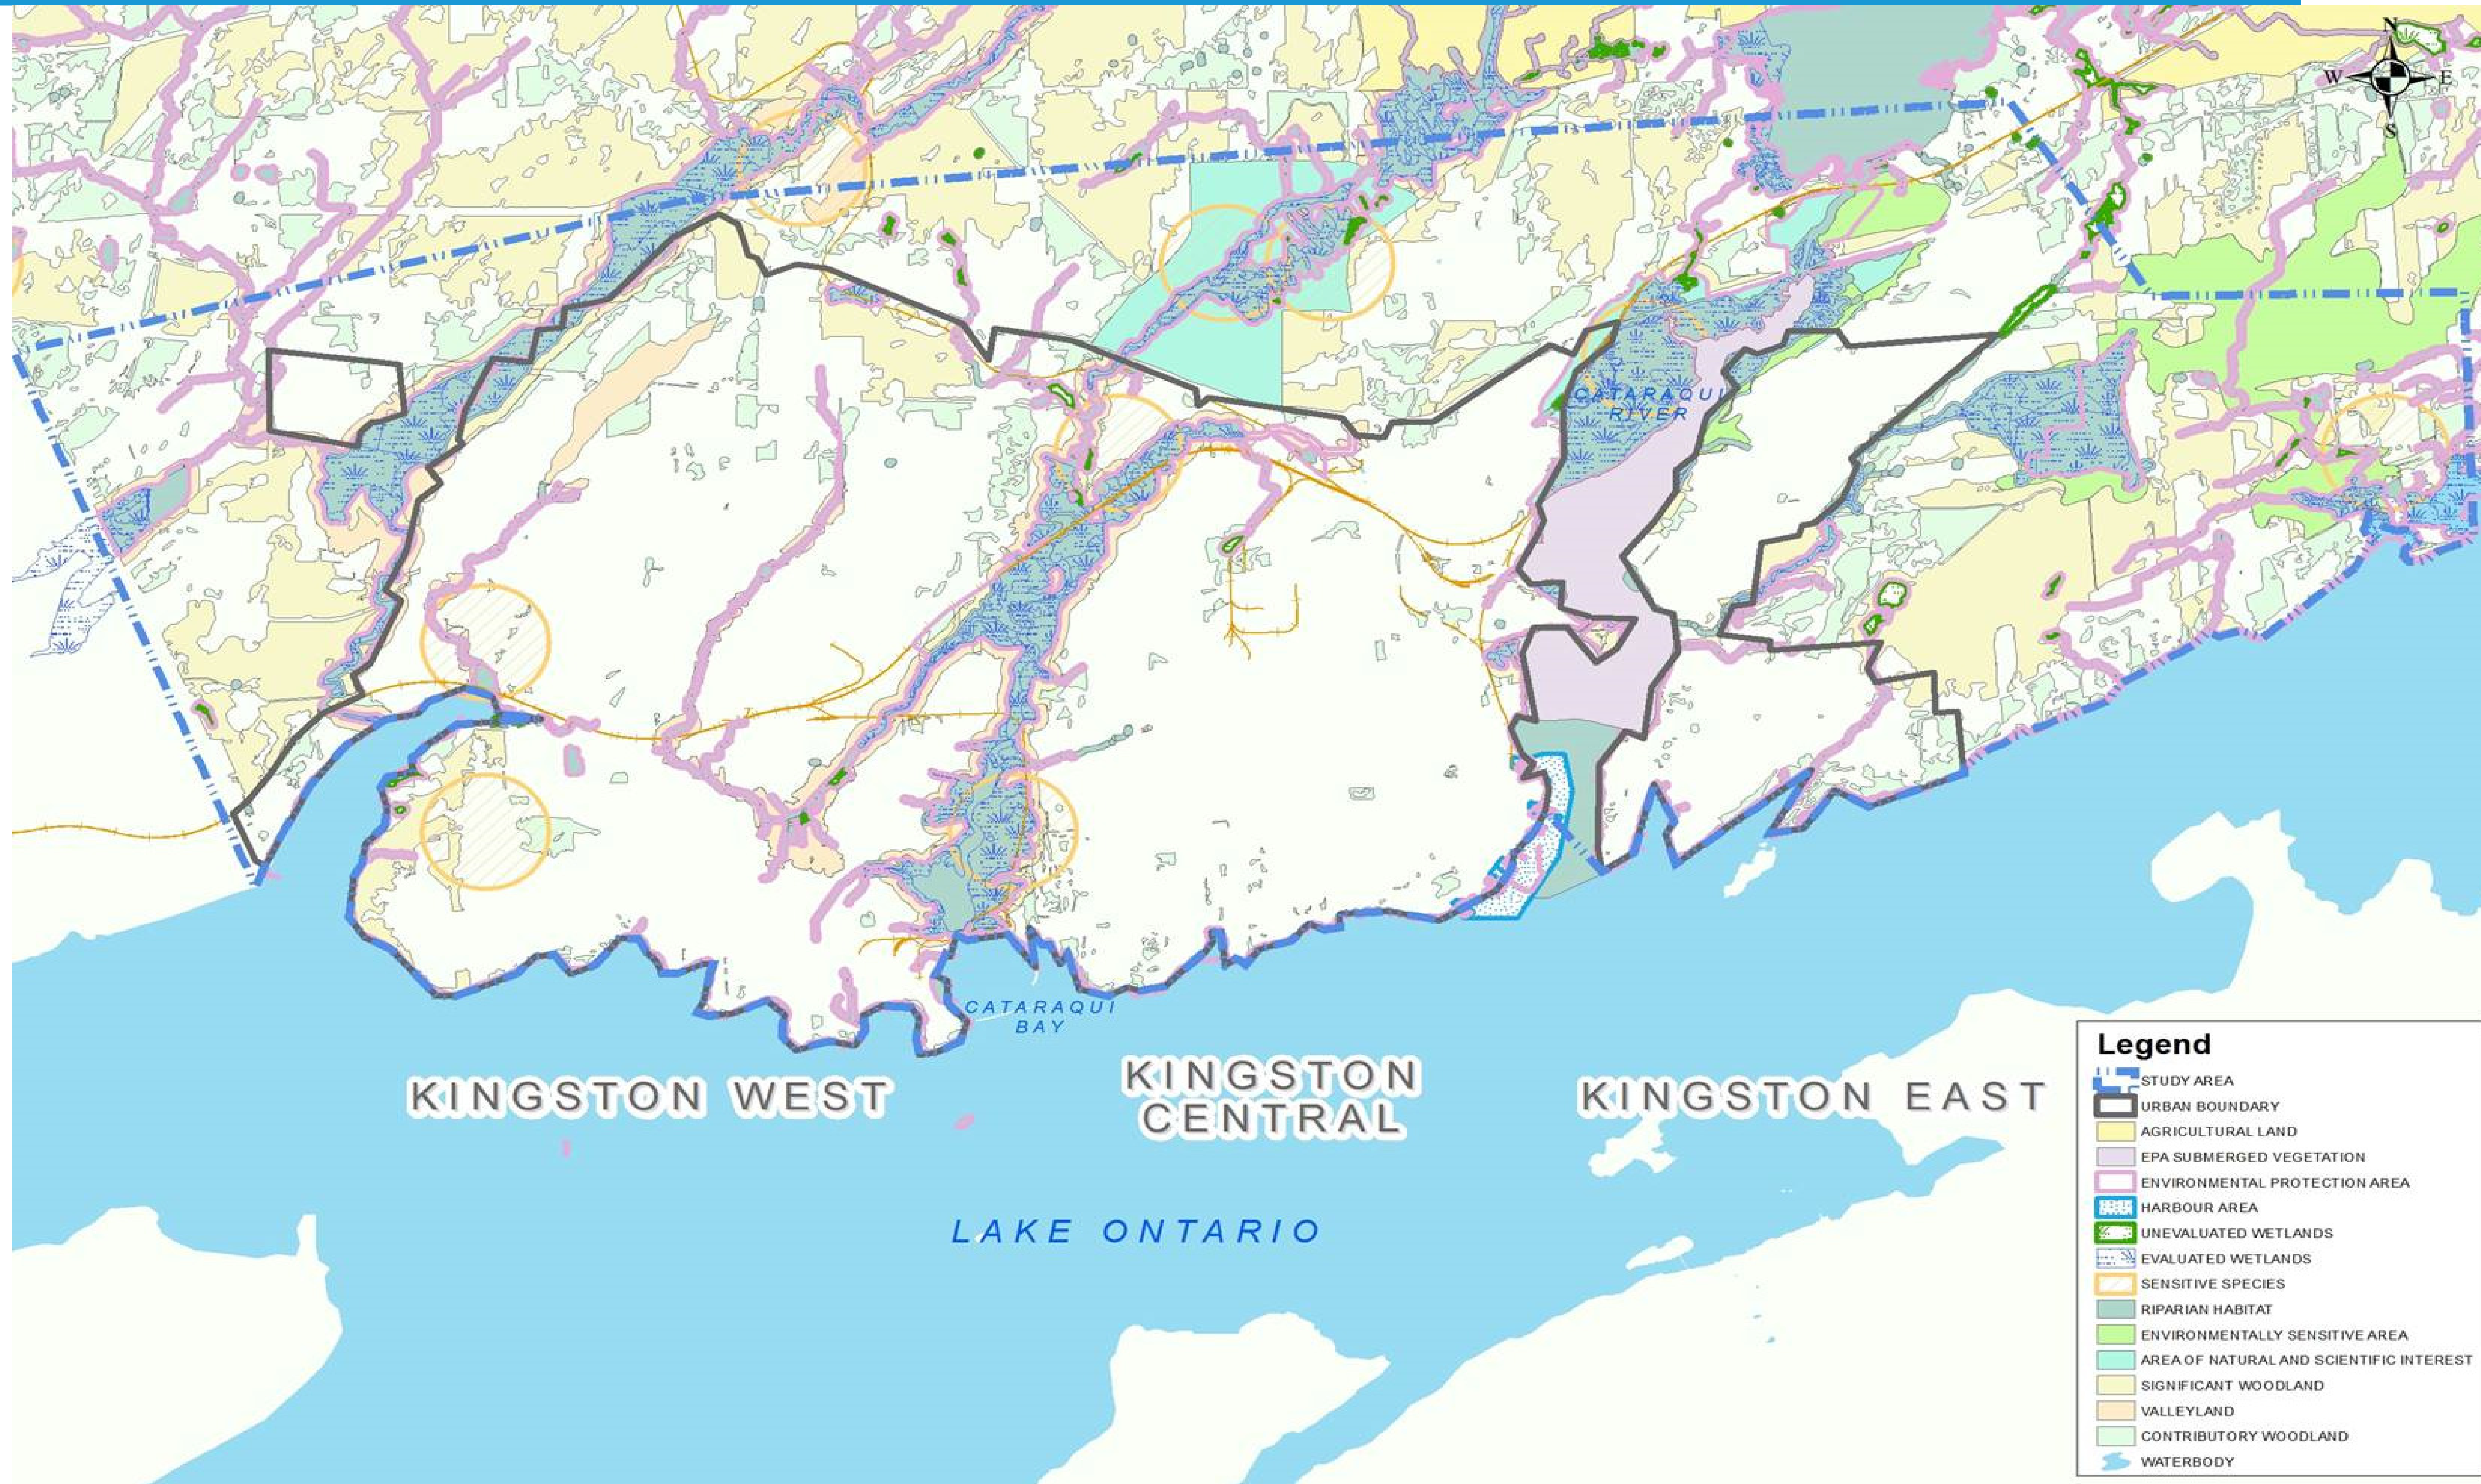 N
W E
S
CATARAQUI
RIVER
CATARAQUI
BAY
KINGSTON WEST
KINGSTON
CENTRAL
KINGSTON EAST
LAKE ONTARIO
Legend
STUDY AREA
URBAN BOUNDARY
AGRICULTURAL LAND
EPA SUBMERGED VEGETATION
ENVIRONMENTAL PROTECTION AREA
HARBOUR AREA
UNEVALUATED WETLANDS
EVALUATED WETLANDS
SENSITIVE SPECIES
RIPARIAN HABITAT
ENVIRONMENTALLY SENSITIVE AREA
AREA OF NATURAL AND SCIENTIFIC INTEREST
SIGNIFICANT WOODLAND
VALLEYLAND
CONTRIBUTORY WOODLAND
WATERBODY